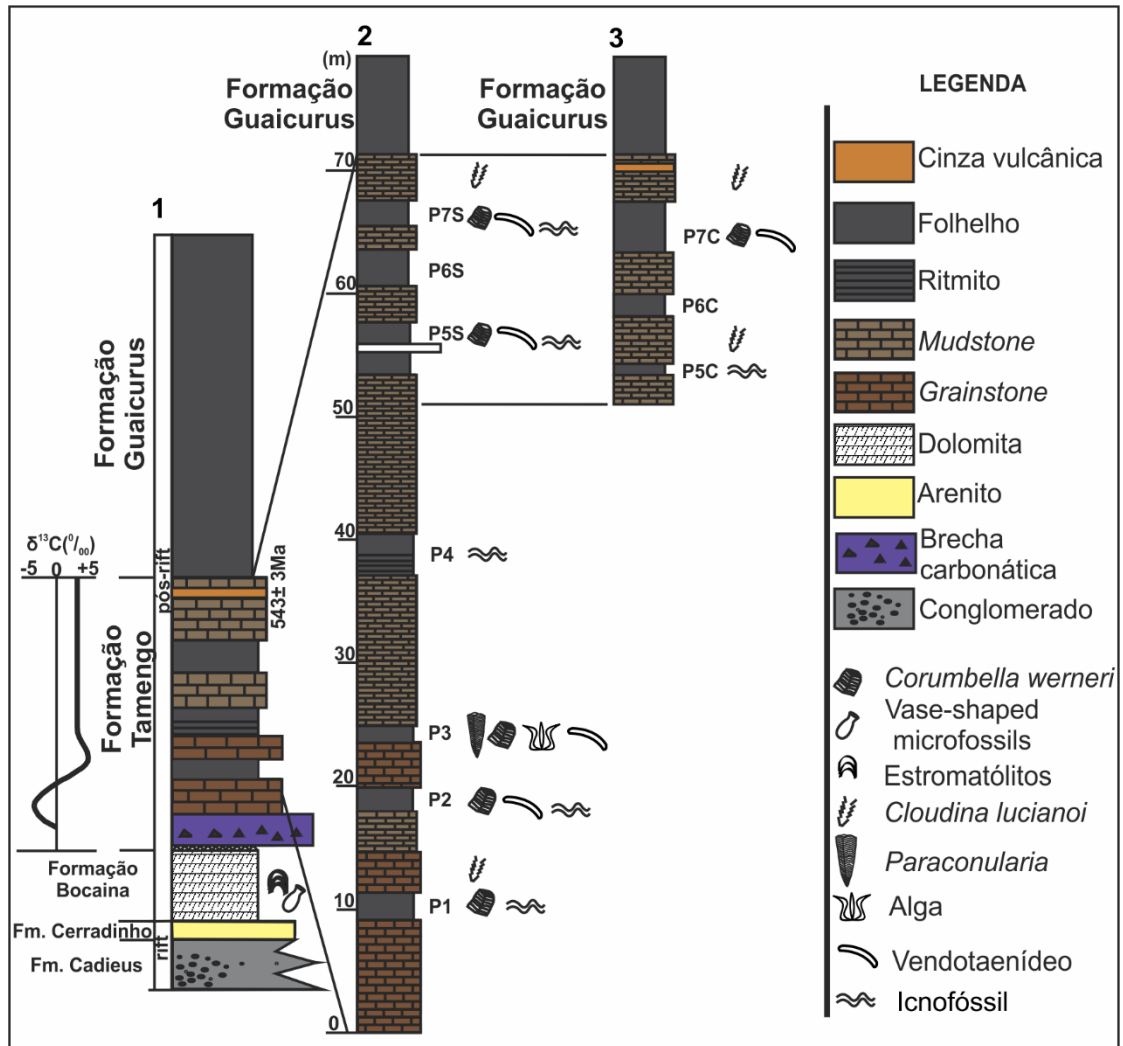 1
Formação
Guaicurus
δ¹³C(⁰/₀₀)
-5 0 +5
pós-rift
543± 3Ma
Formação
Tamengo
Formação
Bocaina
Fm. Cerradinho
rift
Fm. Cadieus
2
(m)
Formação
Guaicurus
70
P7S
P6S
60
P5S
50
40
P4
30
P3
20
P2
10
P1
0
3
Formação
Guaicurus
P7C
P6C
P5C
LEGENDA
Cinza vulcânica
Folhelho
Ritmito
Mudstone
Grainstone
Dolomita
Arenito
Brecha
carbonática
Conglomerado
Corumbella werneri
Vase-shaped
microfossils
Estromatólitos
Cloudina lucianoi
Paraconularia
Alga
Vendotaenídeo
Icnofóssil